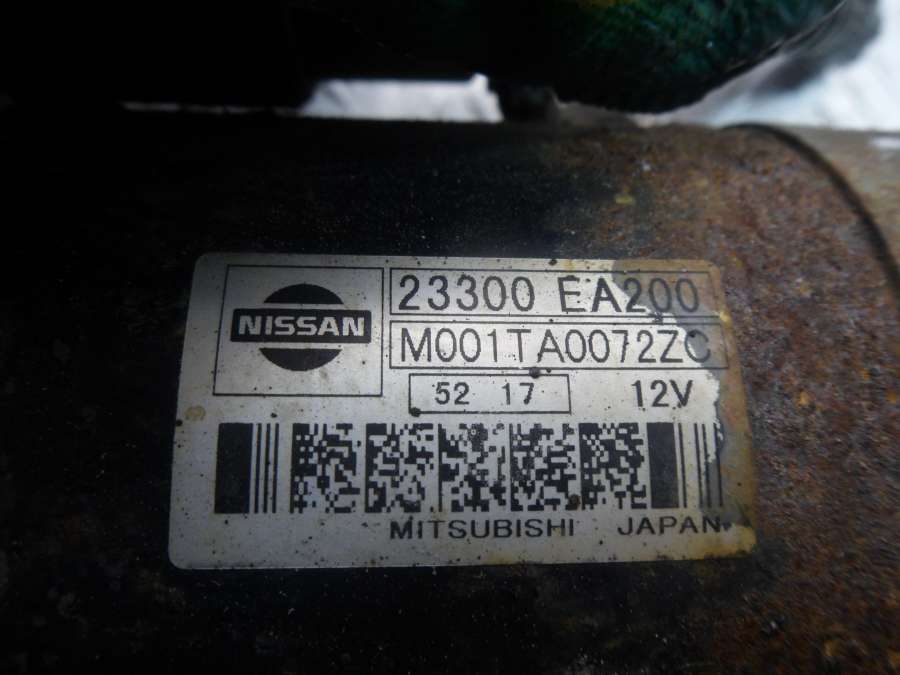 NISSAN
23300 EA200
M001TA0072ZC
52 17
12V
MITSUBISHI JAPAN